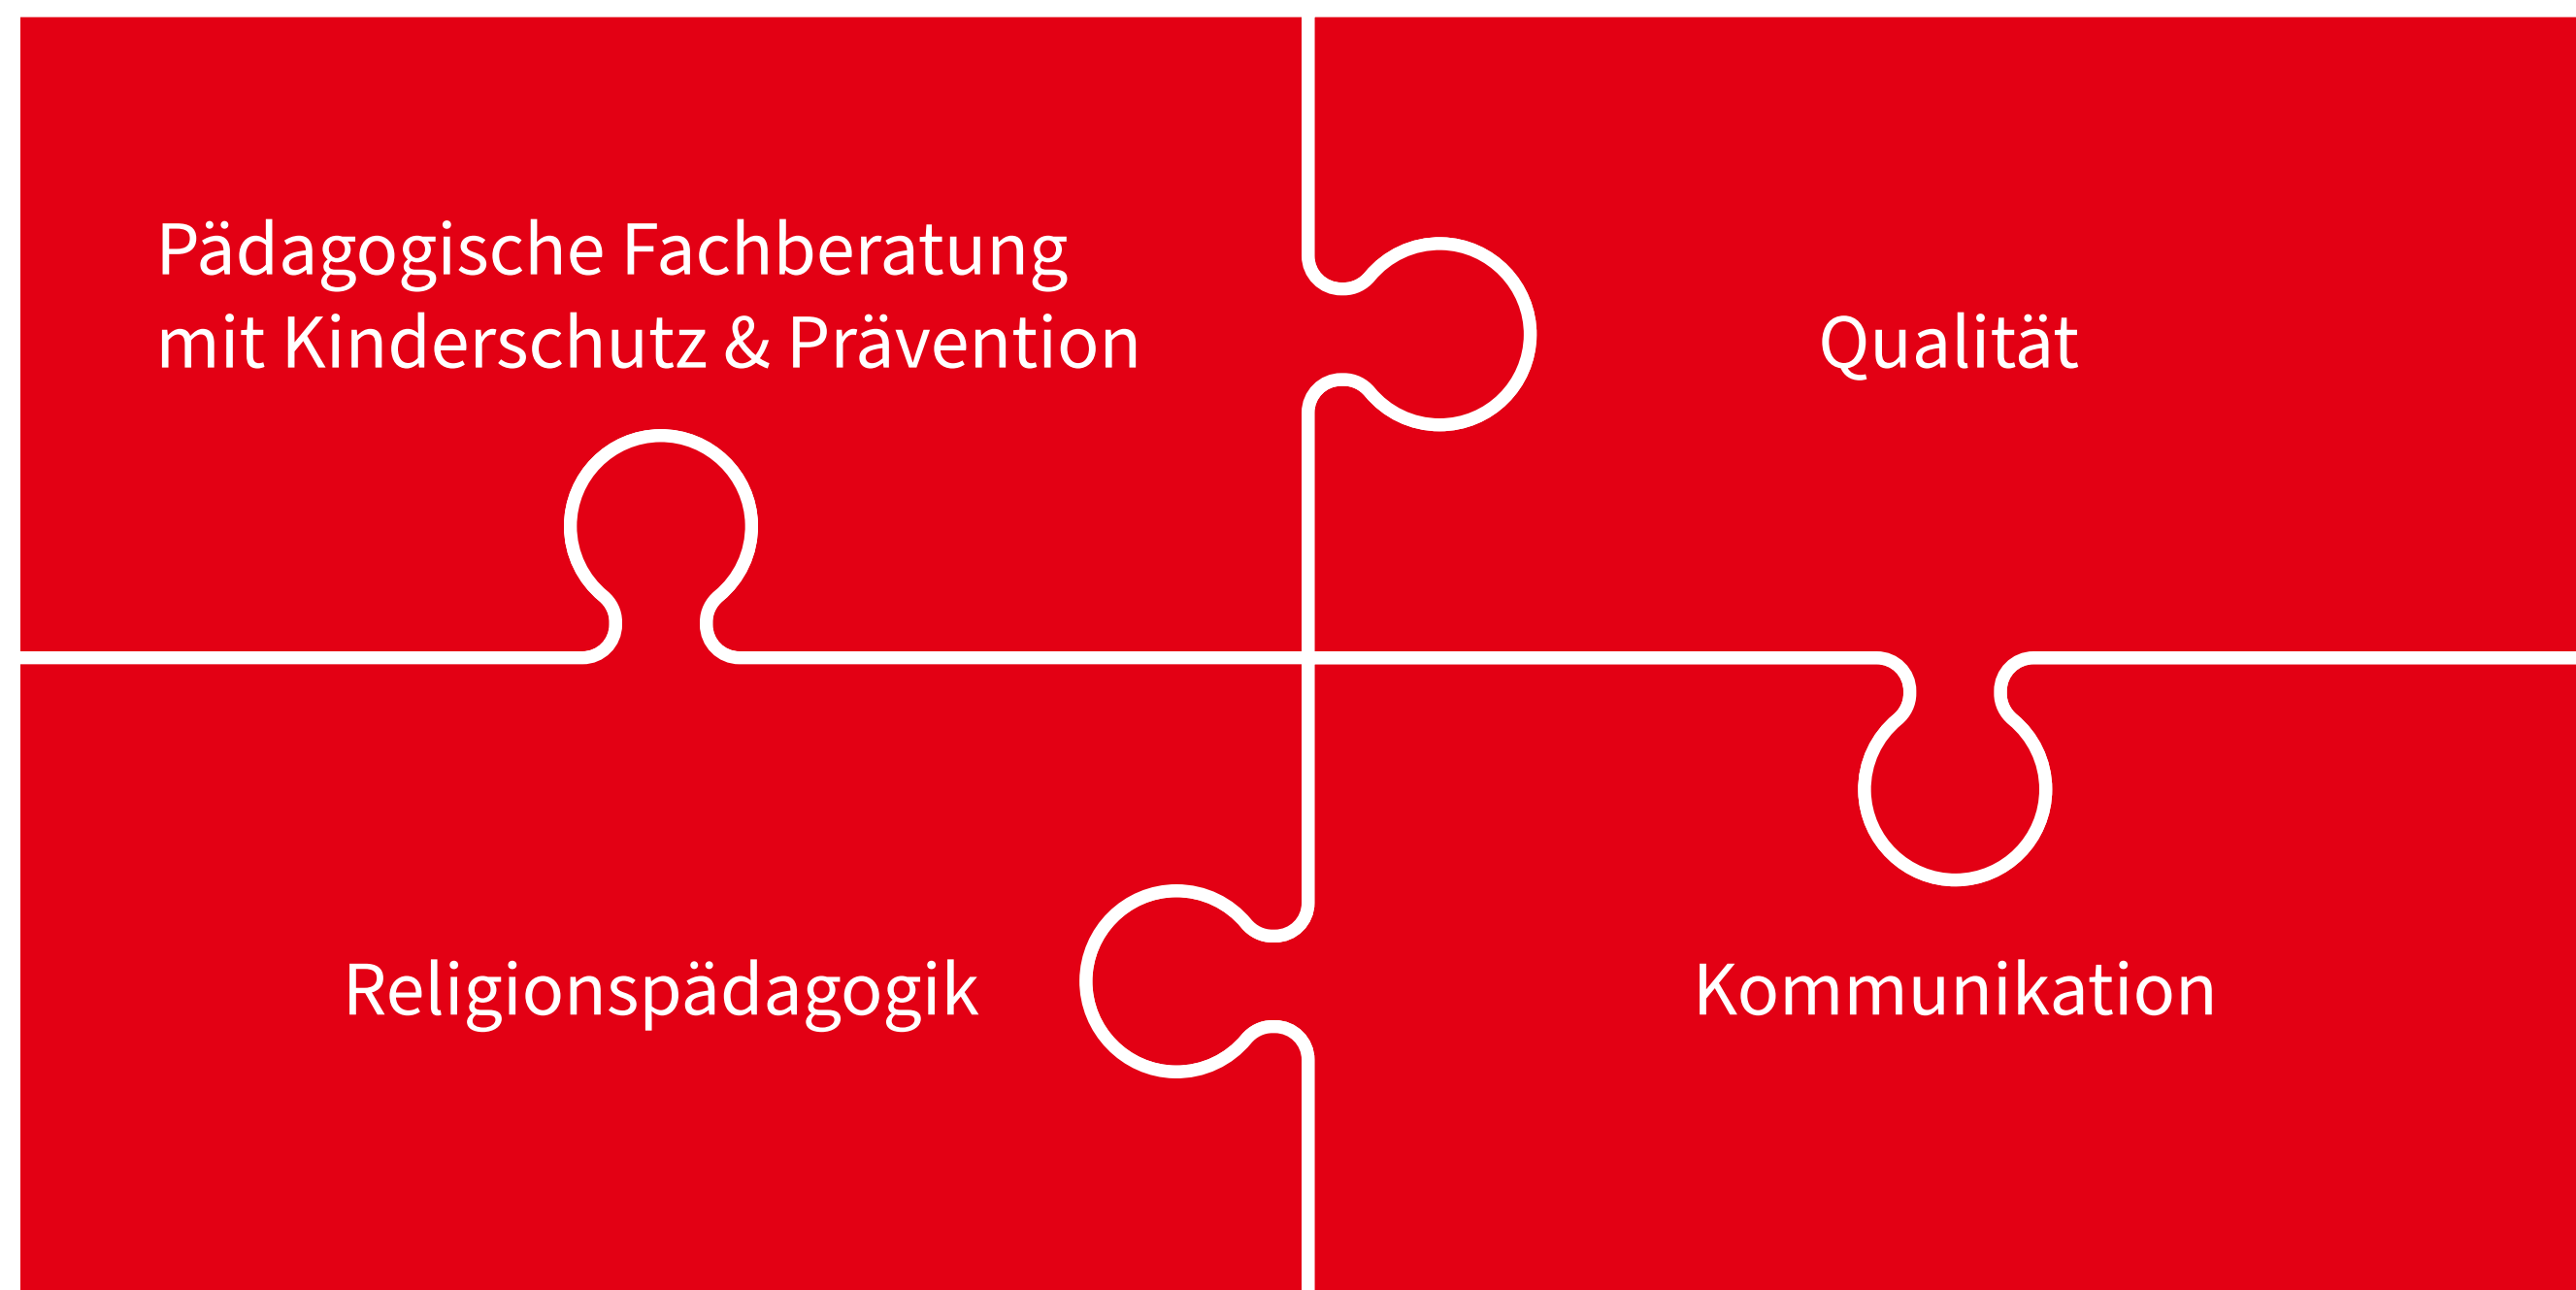 Pädagogische Fachberatung
mit Kinderschutz & Prävention
Qualität
Religionspädagogik
Kommunikation